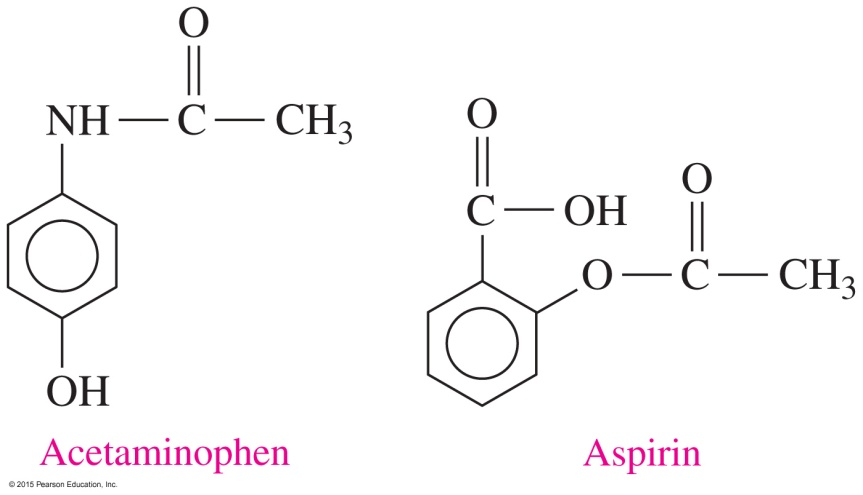 O
NH C CH3
OH
Acetaminophen
O
C OH
O
O C CH3
Aspirin
© 2015 Pearson Education, Inc.